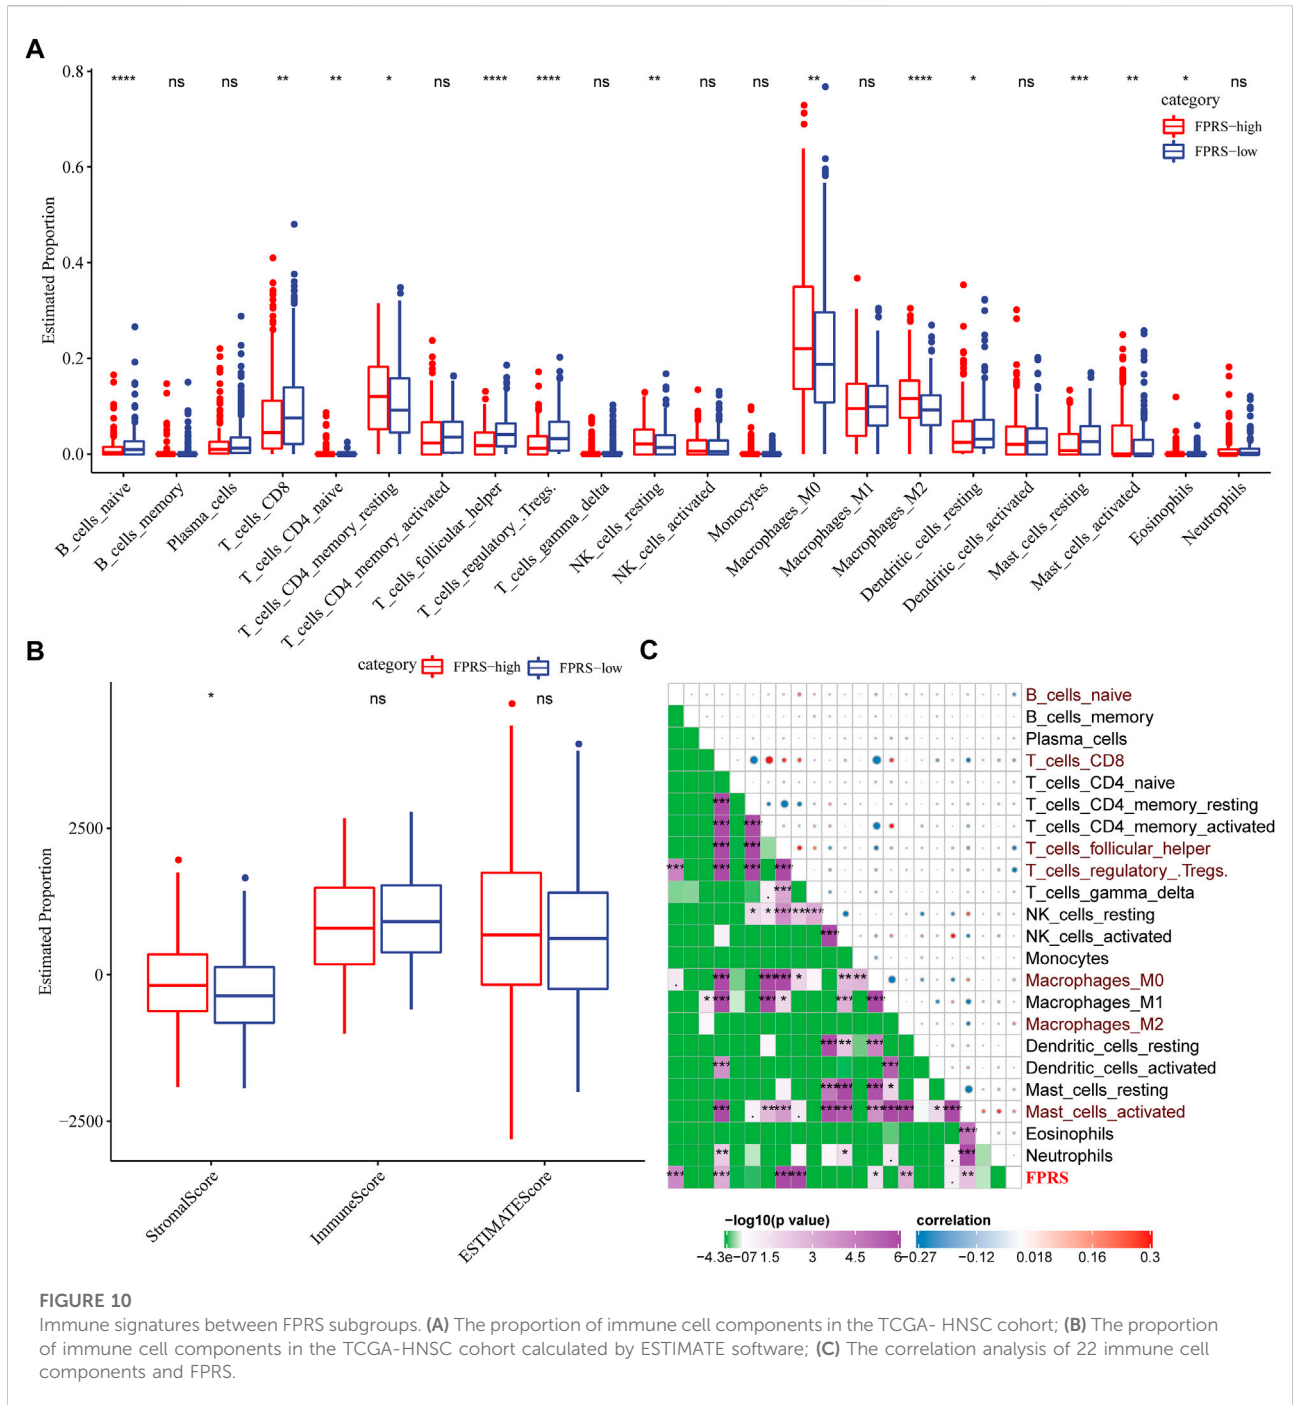 A
**** ns ns ** ** * ns **** **** ns ** ns ns ** ns **** * ns *** ** * ns
category
FPRS-high
FPRS-low
Estimated Proportion
0.8
0.6
0.4
0.2
0.0
B_cells_naive
B_cells_memory
Plasma_cells
T_cells_CD8
T_cells_CD4_naive
T_cells_CD4_memory_resting
T_cells_CD4_memory_activated
T_cells_follicular_helper
T_cells_regulatory_.Tregs.
T_cells_gamma_delta
NK_cells_resting
NK_cells_activated
Monocytes
Macrophages_M0
Macrophages_M1
Macrophages_M2
Dendritic_cells_resting
Dendritic_cells_activated
Mast_cells_resting
Mast_cells_activated
Eosinophils
Neutrophils
B
category FPRS-high FPRS-low
* ns ns
Estimated Proportion
2500
0
−2500
StromalScore
ImmuneScore
ESTIMATEScore
C
B_cells_naive
B_cells_memory
Plasma_cells
T_cells_CD8
T_cells_CD4_naive
T_cells_CD4_memory_resting
T_cells_CD4_memory_activated
T_cells_follicular_helper
T_cells_regulatory_.Tregs.
T_cells_gamma_delta
NK_cells_resting
NK_cells_activated
Monocytes
Macrophages_M0
Macrophages_M1
Macrophages_M2
Dendritic_cells_resting
Dendritic_cells_activated
Mast_cells_resting
Mast_cells_activated
Eosinophils
Neutrophils
FPRS
−log10(p value)
−4.3e−07 1.5 3 4.5 6
correlation
−0.27 −0.12 0.018 0.16 0.3
FIGURE 10
Immune signatures between FPRS subgroups. (A) The proportion of immune cell components in the TCGA- HNSC cohort; (B) The proportion
of immune cell components in the TCGA-HNSC cohort calculated by ESTIMATE software; (C) The correlation analysis of 22 immune cell
components and FPRS.